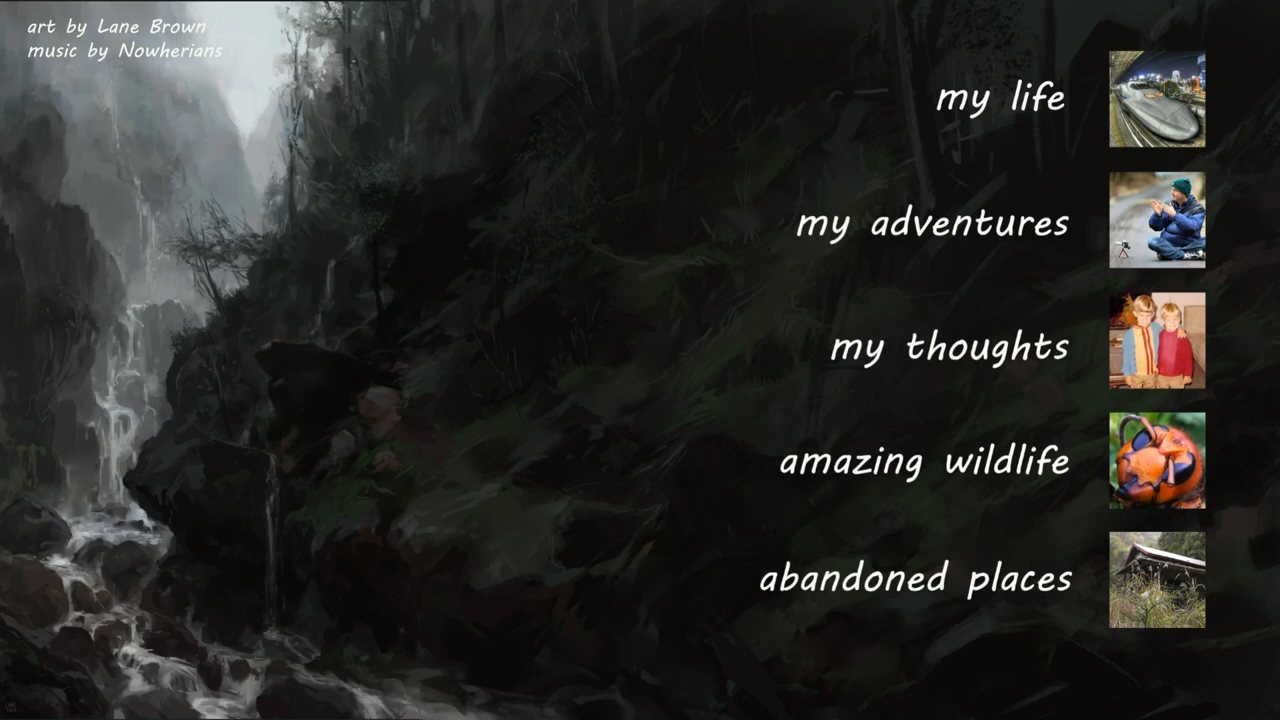 art by Lane Brown
music by Nowherians
my life
my adventures
my thoughts
amazing wildlife
abandoned places